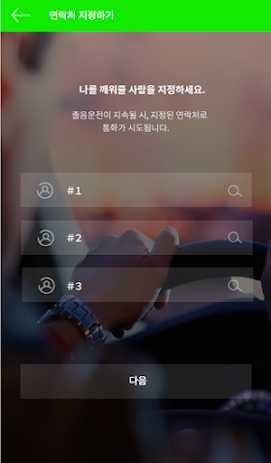 연락처 지정하기
나를 깨워줄 사람을 지정하세요.
졸음운전이 지속될 시, 지정된 연락처로
통화가 시도됩니다.
#1
#2
#3
다음